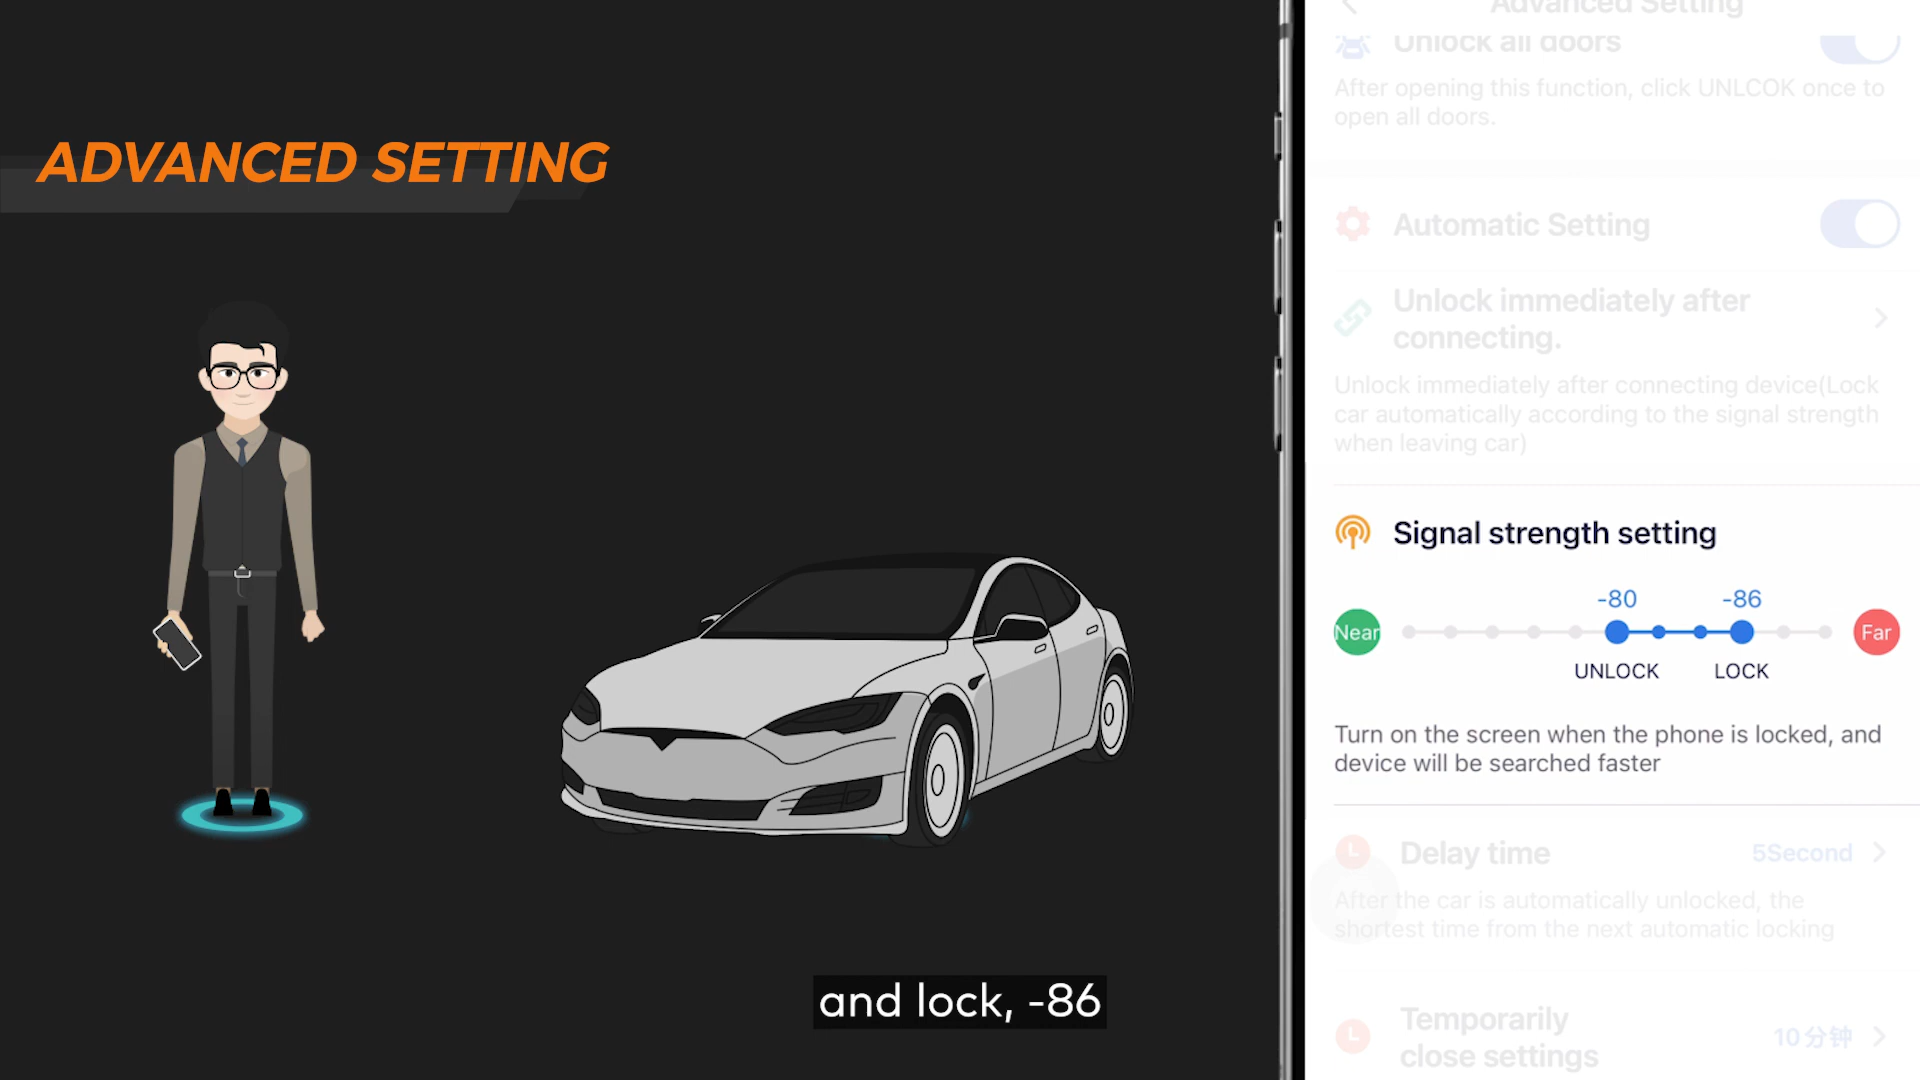 ADVANCED SETTING
Advanced Setting
Unlock all doors
After opening this function, click UNLCOK once to
open all doors.
Automatic Setting
Unlock immediately after
connecting.
Unlock immediately after connecting device(Lock
car automatically according to the signal strength
when leaving car)
Signal strength setting
-80 -86
Near Far
UNLOCK LOCK
Turn on the screen when the phone is locked, and
device will be searched faster
Delay time 5Second
After the car is automatically unlocked, the
shortest time from the next automatic locking
Temporarily
close settings 10分钟
and lock, -86